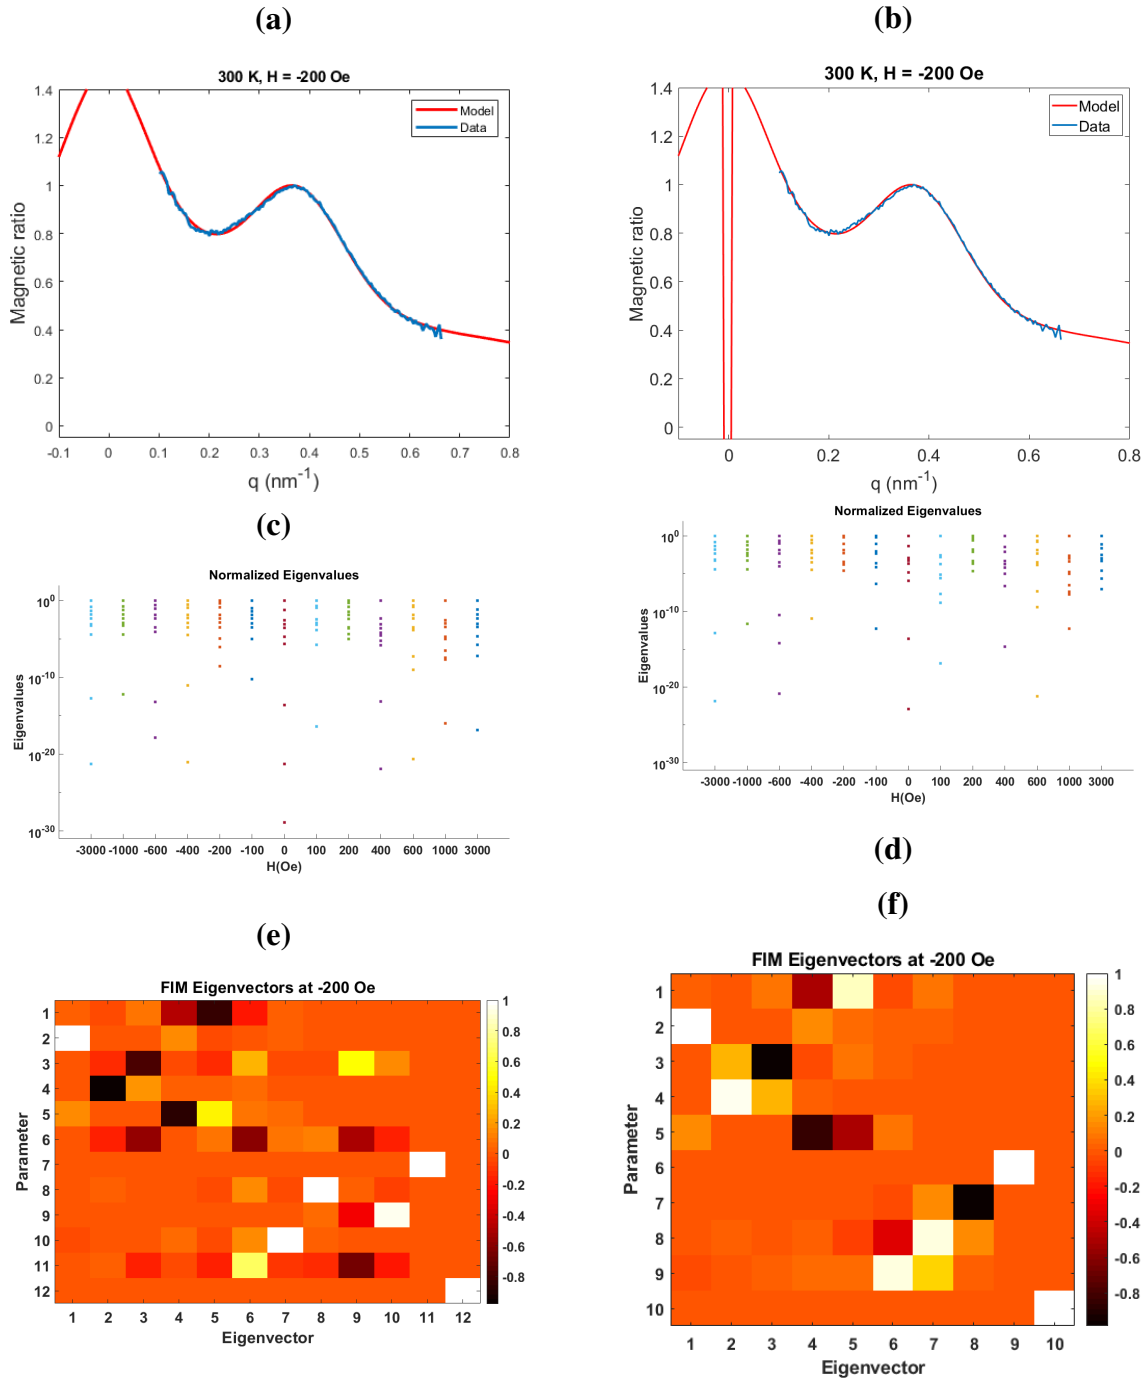 (a)
300 K, H = -200 Oe
Magnetic ratio
1.4
1.2
1
0.8
0.6
0.4
0.2
0
Model
Data
-0.1 0 0.1 0.2 0.3 0.4 0.5 0.6 0.7 0.8
q (nm-1)
(b)
300 K, H = -200 Oe
Magnetic ratio
1.4
1.2
1
0.8
0.6
0.4
0.2
0
Model
Data
0 0.2 0.4 0.6 0.8
q (nm-1)
(c)
Normalized Eigenvalues
Eigenvalues
10^0
10^-10
10^-20
10^-30
-3000 -1000 -600 -400 -200 -100 0 100 200 400 600 1000 3000
H(Oe)
Normalized Eigenvalues
Eigenvalues
10^0
10^-10
10^-20
10^-30
-3000 -1000 -600 -400 -200 -100 0 100 200 400 600 1000 3000
H(Oe)
(d)
(e)
FIM Eigenvectors at -200 Oe
Parameter
1
2
3
4
5
6
7
8
9
10
11
12
1 2 3 4 5 6 7 8 9 10 11 12
Eigenvector
1
0.8
0.6
0.4
0.2
0
-0.2
-0.4
-0.6
-0.8
(f)
FIM Eigenvectors at -200 Oe
Parameter
1
2
3
4
5
6
7
8
9
10
1 2 3 4 5 6 7 8 9 10
Eigenvector
1
0.8
0.6
0.4
0.2
0
-0.2
-0.4
-0.6
-0.8